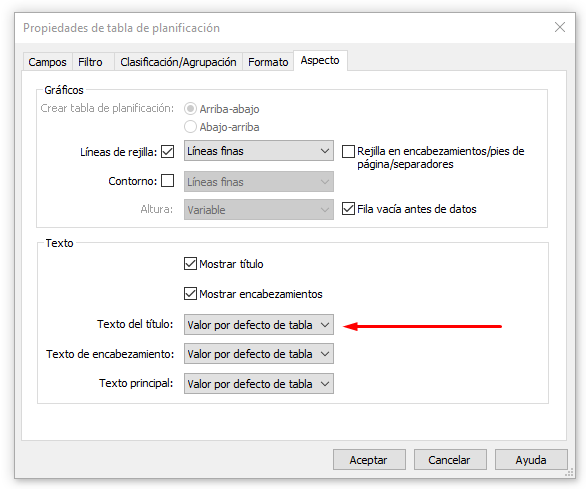 Propiedades de tabla de planificación
Campos Filtro Clasificación/Agrupación Formato Aspecto
Gráficos
Crear tabla de planificación: Arriba-abajo
Abajo-arriba
Líneas de rejilla: Líneas finas Rejilla en encabezamientos/pies de
página/separadores
Contorno: Líneas finas
Altura: Variable Fila vacía antes de datos
Texto
Mostrar título
Mostrar encabezamientos
Texto del título: Valor por defecto de tabla
Texto de encabezamiento: Valor por defecto de tabla
Texto principal: Valor por defecto de tabla
Aceptar Cancelar Ayuda